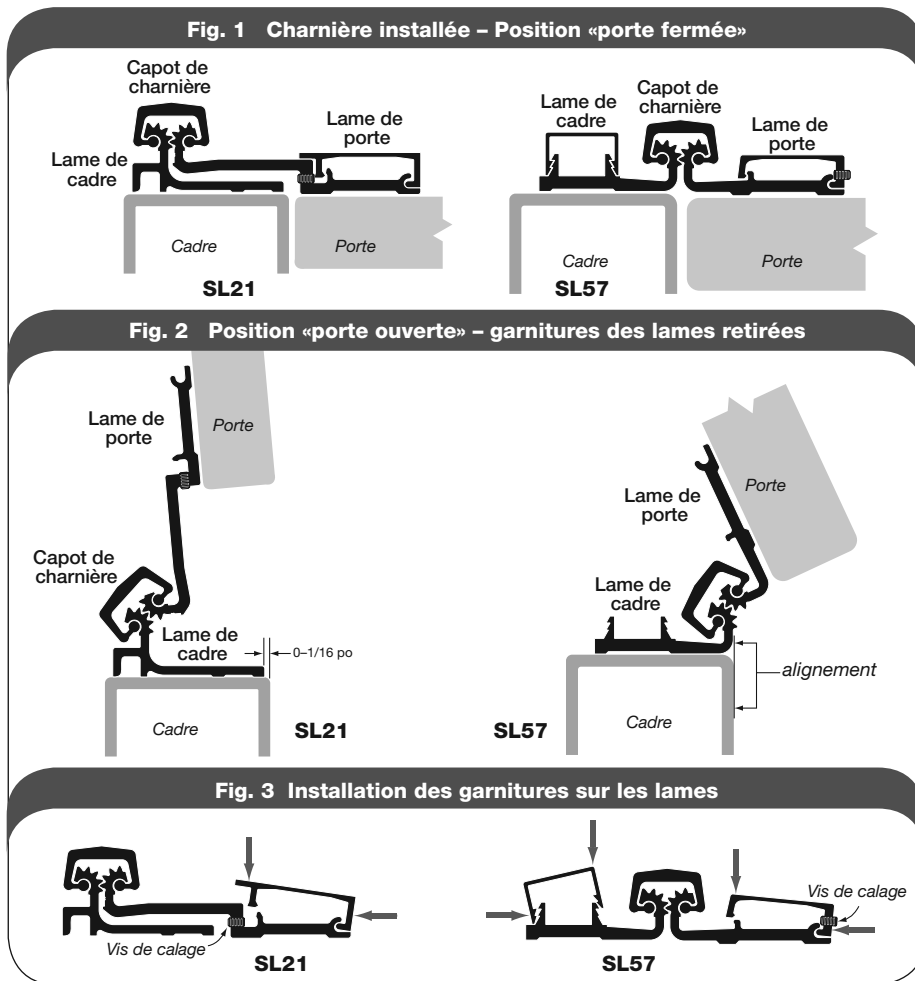 Fig. 1 Charnière installée – Position «porte fermée»
Capot de
charnière
Lame de
porte
Lame de
cadre
Cadre
Porte
SL21
Lame de
cadre
Capot de
charnière
Lame de
porte
Cadre
Porte
SL57
Fig. 2 Position «porte ouverte» – garnitures des lames retirées
Lame de
porte
Porte
Capot de
charnière
Lame de
cadre
0–1/16 po
Cadre
SL21
Porte
Lame de
porte
Lame de
cadre
alignement
Cadre
SL57
Fig. 3 Installation des garnitures sur les lames
Vis de calage
SL21
Vis de calage
SL57